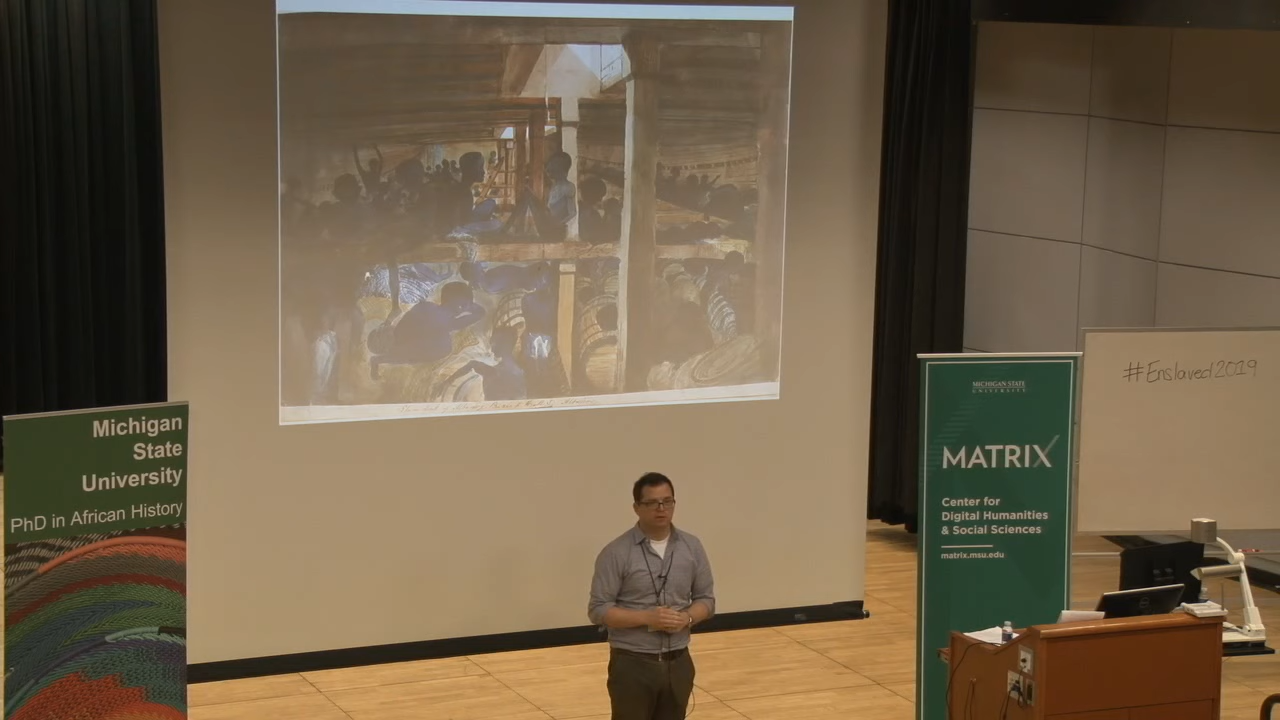 Michigan
State
University
PhD in African History
MICHIGAN STATE
UNIVERSITY
MATRIX
Center for
Digital Humanities
& Social Sciences
matrix.msu.edu
#Enslaved2019